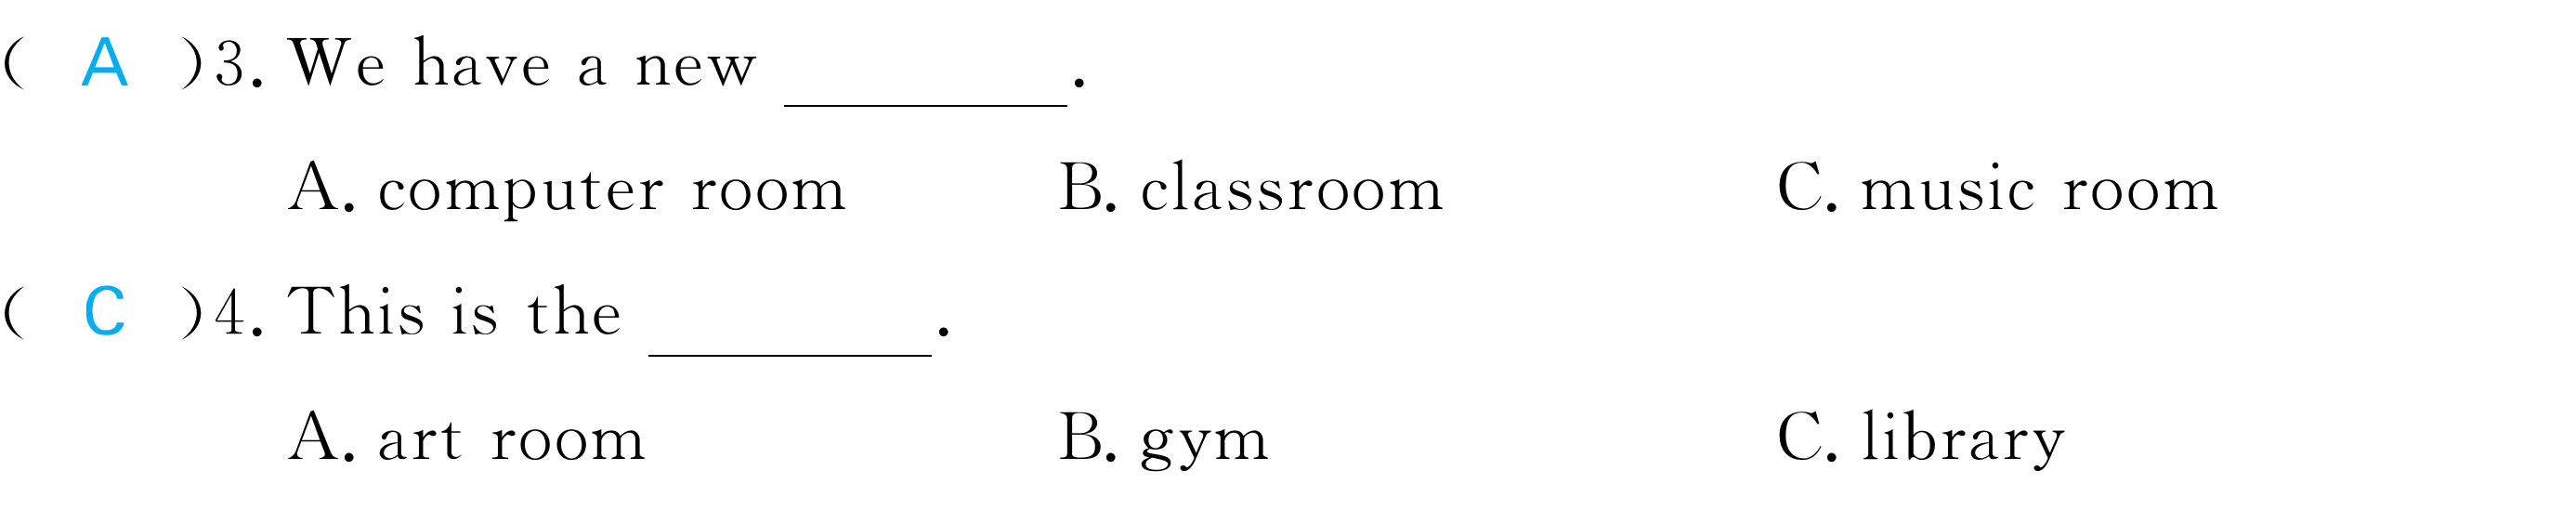 ( A )3. We have a new ________.
A. computer room B. classroom C. music room
( C )4. This is the ________.
A. art room B. gym C. library